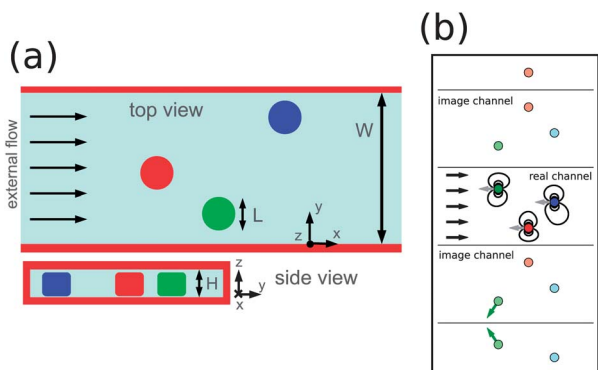 (a)
top view
external flow
W
L
y
z
x
side view
H
z
y
x
(b)
image channel
real channel
image channel